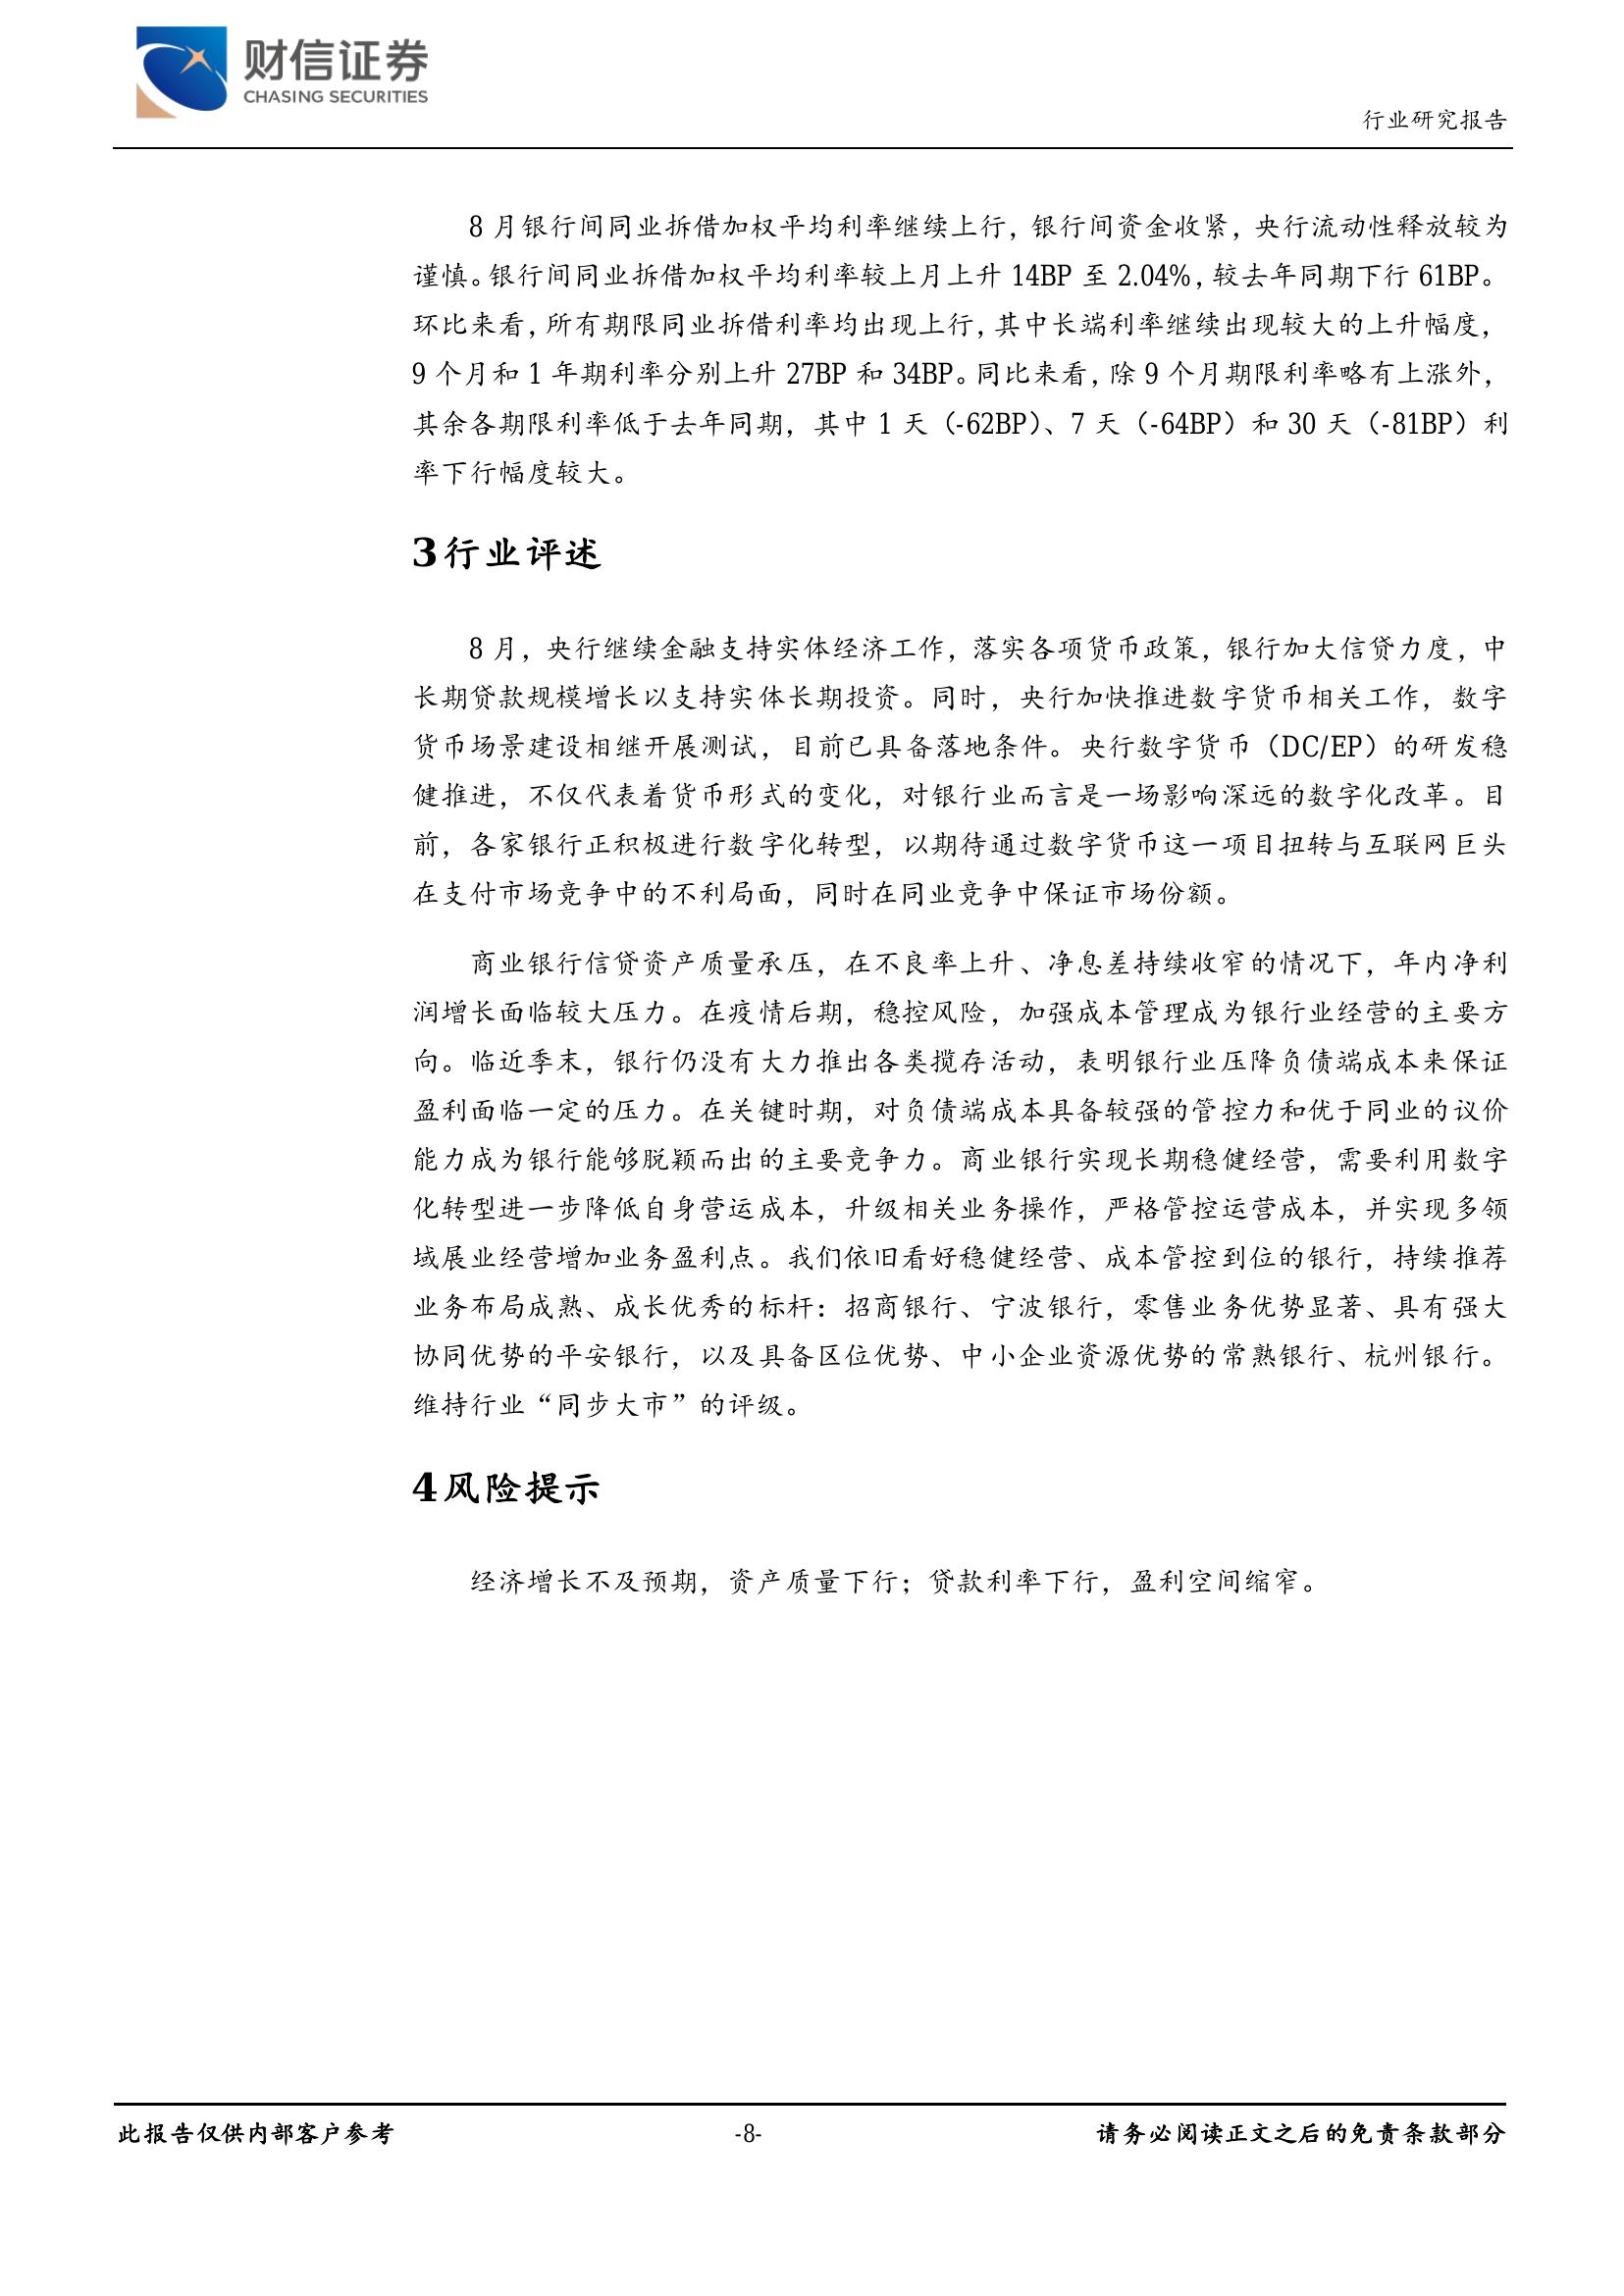 财信证券
CHASING SECURITIES
行业研究报告
8 月银行间同业拆借加权平均利率继续上行，银行间资金收紧，央行流动性释放较为
谨慎。银行间同业拆借加权平均利率较上月上升 14BP 至 2.04%，较去年同期下行 61BP。
环比来看，所有期限同业拆借利率均出现上行，其中长端利率继续出现较大的上升幅度，
9 个月和 1 年期利率分别上升 27BP 和 34BP。同比来看，除 9 个月期限利率略有上涨外，
其余各期限利率低于去年同期，其中 1 天（-62BP）、7 天（-64BP）和 30 天（-81BP）利
率下行幅度较大。
3 行业评述
8 月，央行继续金融支持实体经济工作，落实各项货币政策，银行加大信贷力度，中
长期贷款规模增长以支持实体长期投资。同时，央行加快推进数字货币相关工作，数字
货币场景建设相继开展测试，目前已具备落地条件。央行数字货币（DC/EP）的研发稳
健推进，不仅代表着货币形式的变化，对银行业而言是一场影响深远的数字化改革。目
前，各家银行正积极进行数字化转型，以期待通过数字货币这一项目扭转与互联网巨头
在支付市场竞争中的不利局面，同时在同业竞争中保证市场份额。
商业银行信贷资产质量承压，在不良率上升、净息差持续收窄的情况下，年内净利
润增长面临较大压力。在疫情后期，稳控风险，加强成本管理成为银行业经营的主要方
向。临近季末，银行仍没有大力推出各类揽存活动，表明银行业压降负债端成本来保证
盈利面临一定的压力。在关键时期，对负债端成本具备较强的管控力和优于同业的议价
能力成为银行能够脱颖而出的主要竞争力。商业银行实现长期稳健经营，需要利用数字
化转型进一步降低自身营运成本，升级相关业务操作，严格管控运营成本，并实现多领
域展业经营增加业务盈利点。我们依旧看好稳健经营、成本管控到位的银行，持续推荐
业务布局成熟、成长优秀的标杆：招商银行、宁波银行，零售业务优势显著、具有强大
协同优势的平安银行，以及具备区位优势、中小企业资源优势的常熟银行、杭州银行。
维持行业“同步大市”的评级。
4 风险提示
经济增长不及预期，资产质量下行；贷款利率下行，盈利空间缩窄。
此报告仅供内部客户参考
-8-
请务必阅读正文之后的免责条款部分